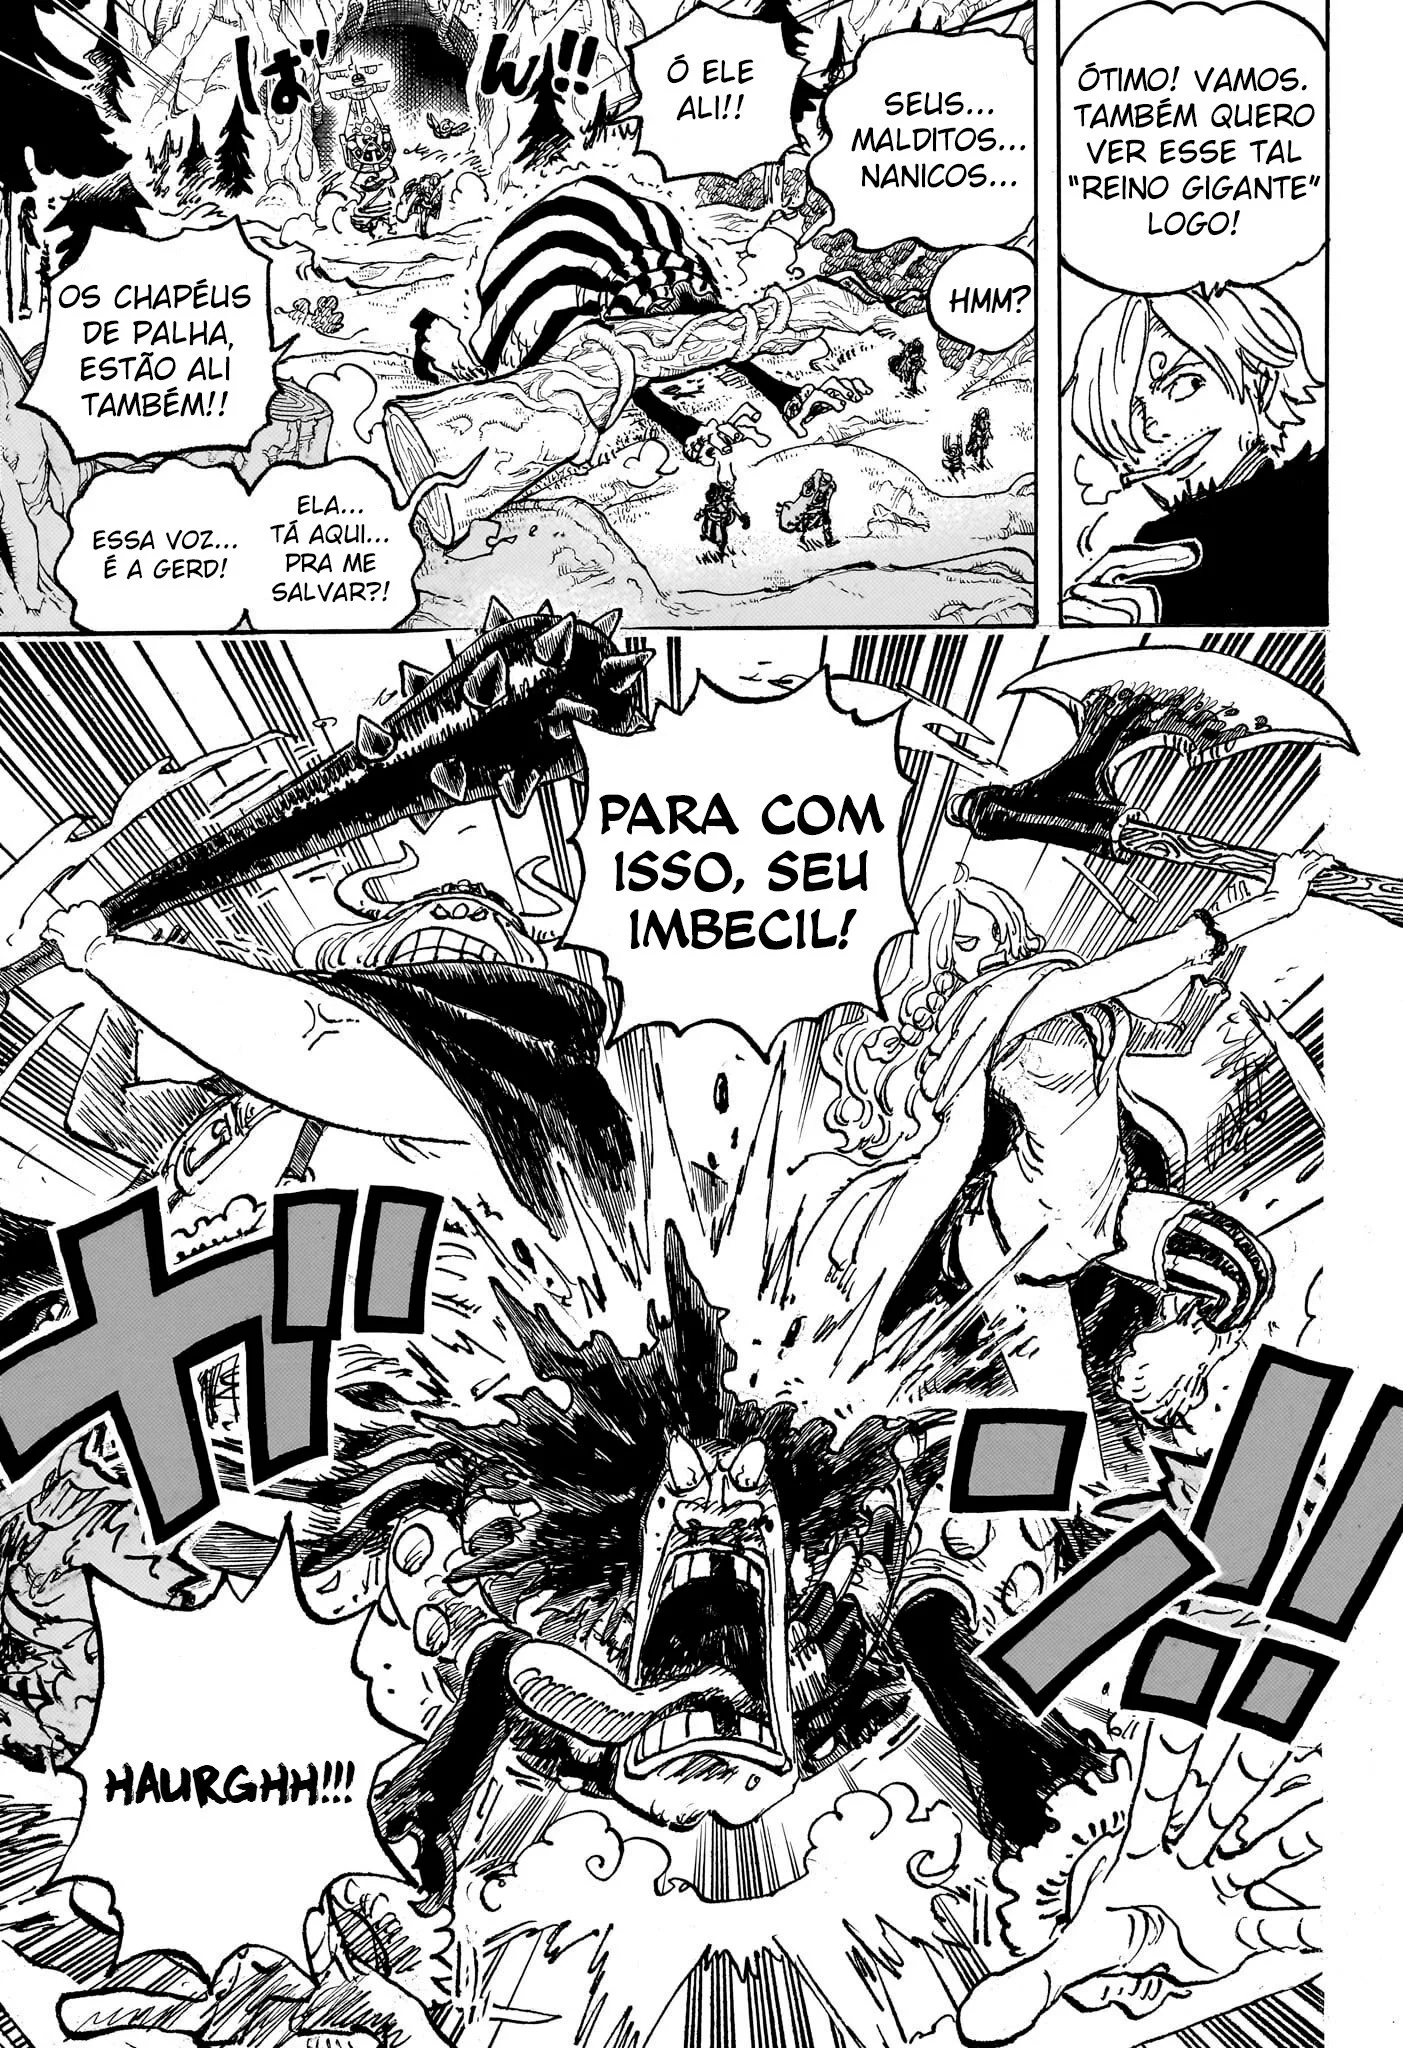 ÓTIMO! VAMOS.
TAMBÉM QUERO
VER ESSE TAL
"REINO GIGANTE"
LOGO!
Ó ELE
ALI!!
SEUS...
MALDITOS...
NANICOS...
HMM?
ばん!!
OS CHAPÉUS
DE PALHA,
ESTÃO ALI
TAMBÉM!!
ELA...
TÁ AQUI...
PRA ME
SALVAR?!
ESSA VOZ...
É A GERD!
PARA COM
ISSO, SEU
IMBECIL!
ガン!!
HAURGHH!!!